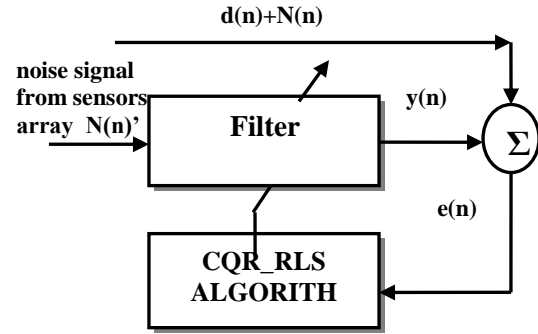 d(n)+N(n)
noise signal
from sensors
array N(n)’
Filter
y(n)
Σ
e(n)
CQR_RLS
ALGORITH